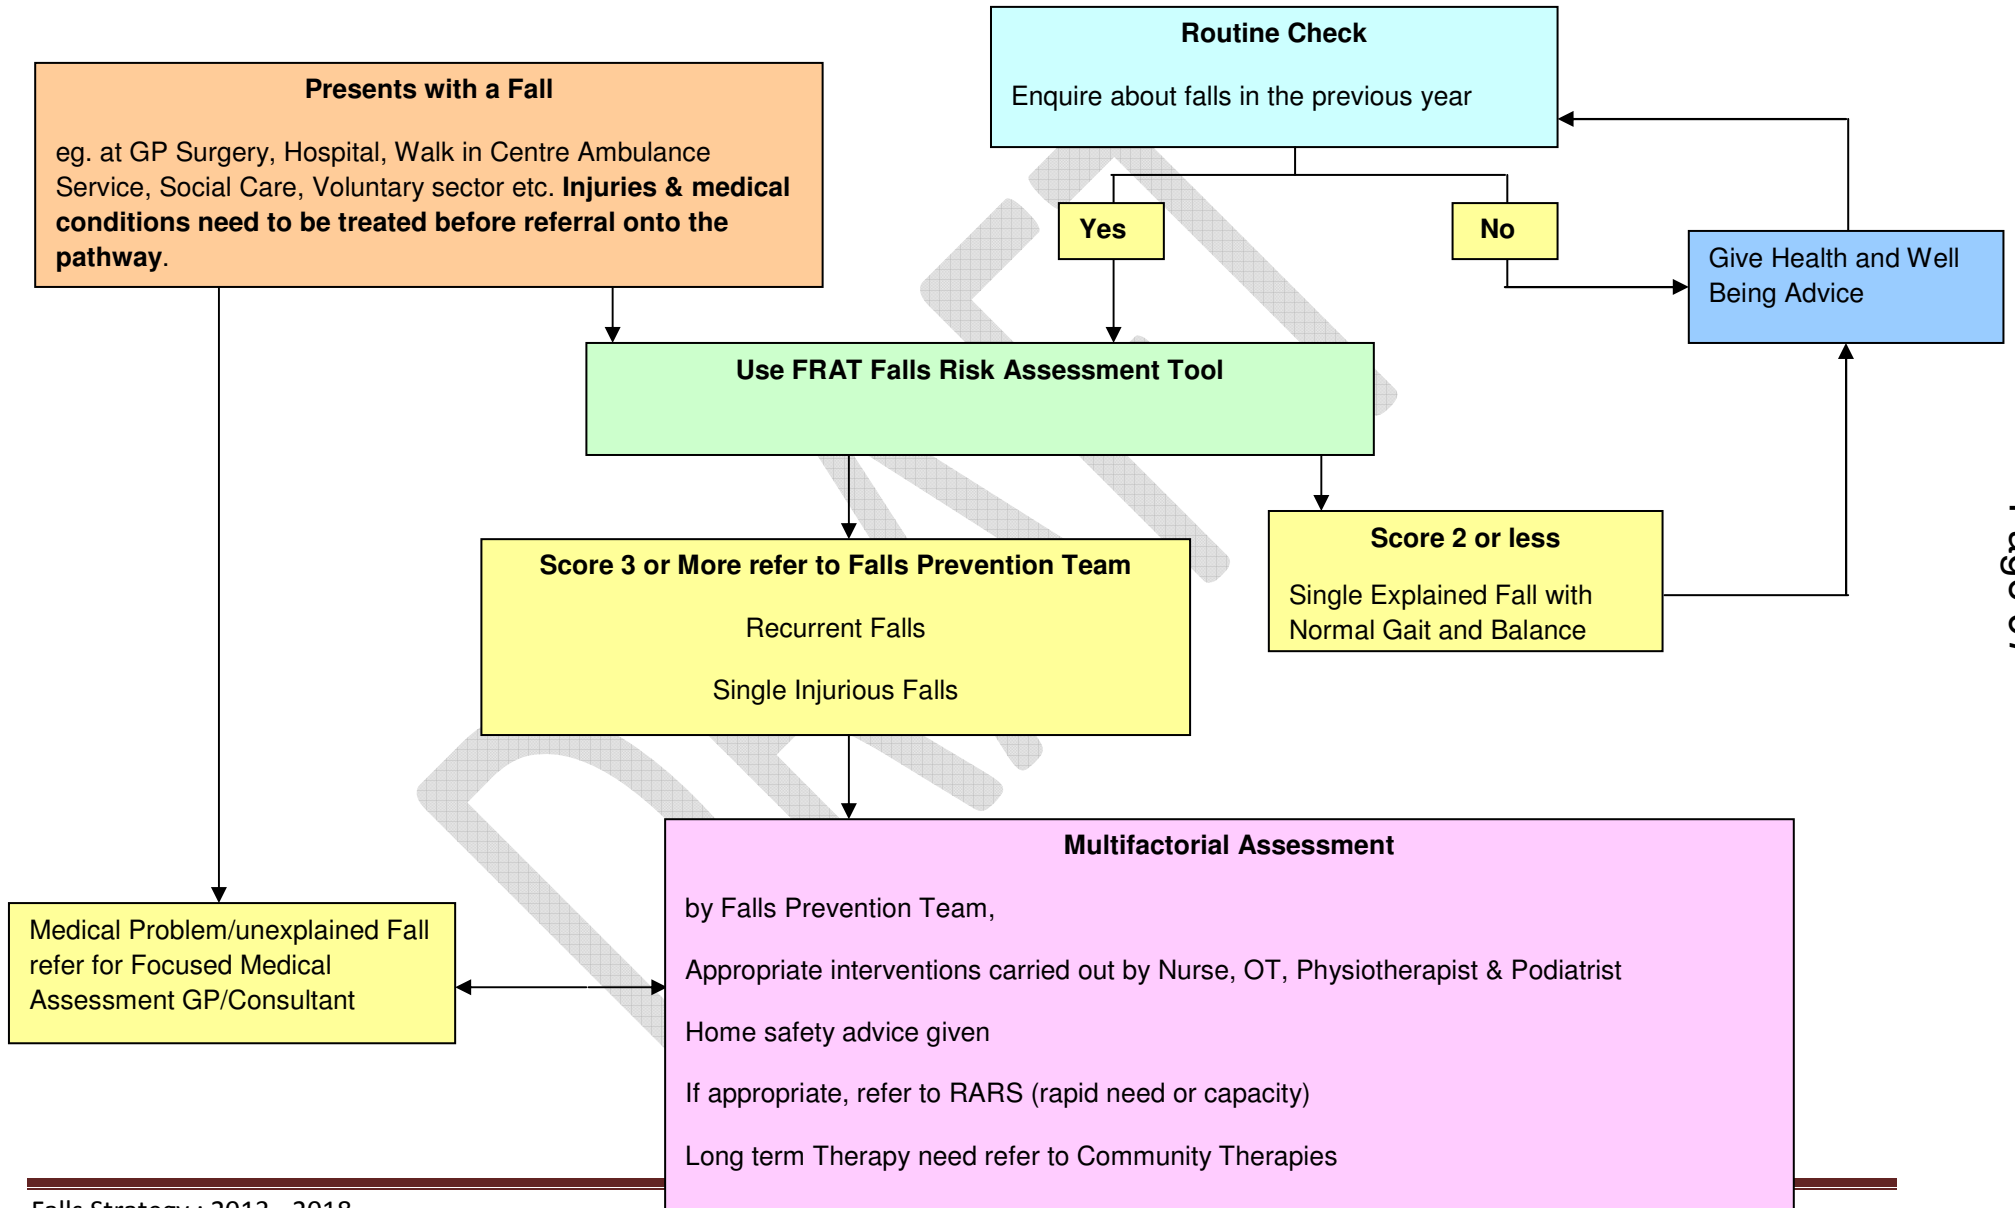 Routine Check
Enquire about falls in the previous year
Presents with a Fall
eg. at GP Surgery, Hospital, Walk in Centre Ambulance
Service, Social Care, Voluntary sector etc. Injuries & medical
conditions need to be treated before referral onto the
pathway.
Yes
No
Give Health and Well
Being Advice
Use FRAT Falls Risk Assessment Tool
Score 3 or More refer to Falls Prevention Team
Recurrent Falls
Single Injurious Falls
Score 2 or less
Single Explained Fall with
Normal Gait and Balance
Multifactorial Assessment
by Falls Prevention Team,
Appropriate interventions carried out by Nurse, OT, Physiotherapist & Podiatrist
Home safety advice given
If appropriate, refer to RARS (rapid need or capacity)
Long term Therapy need refer to Community Therapies
Medical Problem/unexplained Fall
refer for Focused Medical
Assessment GP/Consultant
DRAFT
Falls Strategy : 2013 - 2018
Page